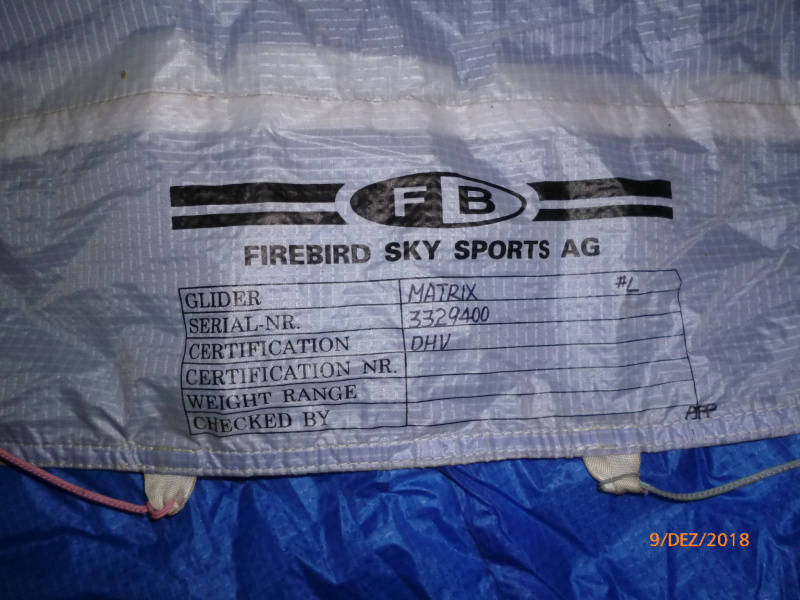 F B
FIREBIRD SKY SPORTS AG
GLIDER MATRIX #L
SERIAL-NR. 3329400
CERTIFICATION DHV
CERTIFICATION NR.
WEIGHT RANGE
CHECKED BY
9/DEZ/2018